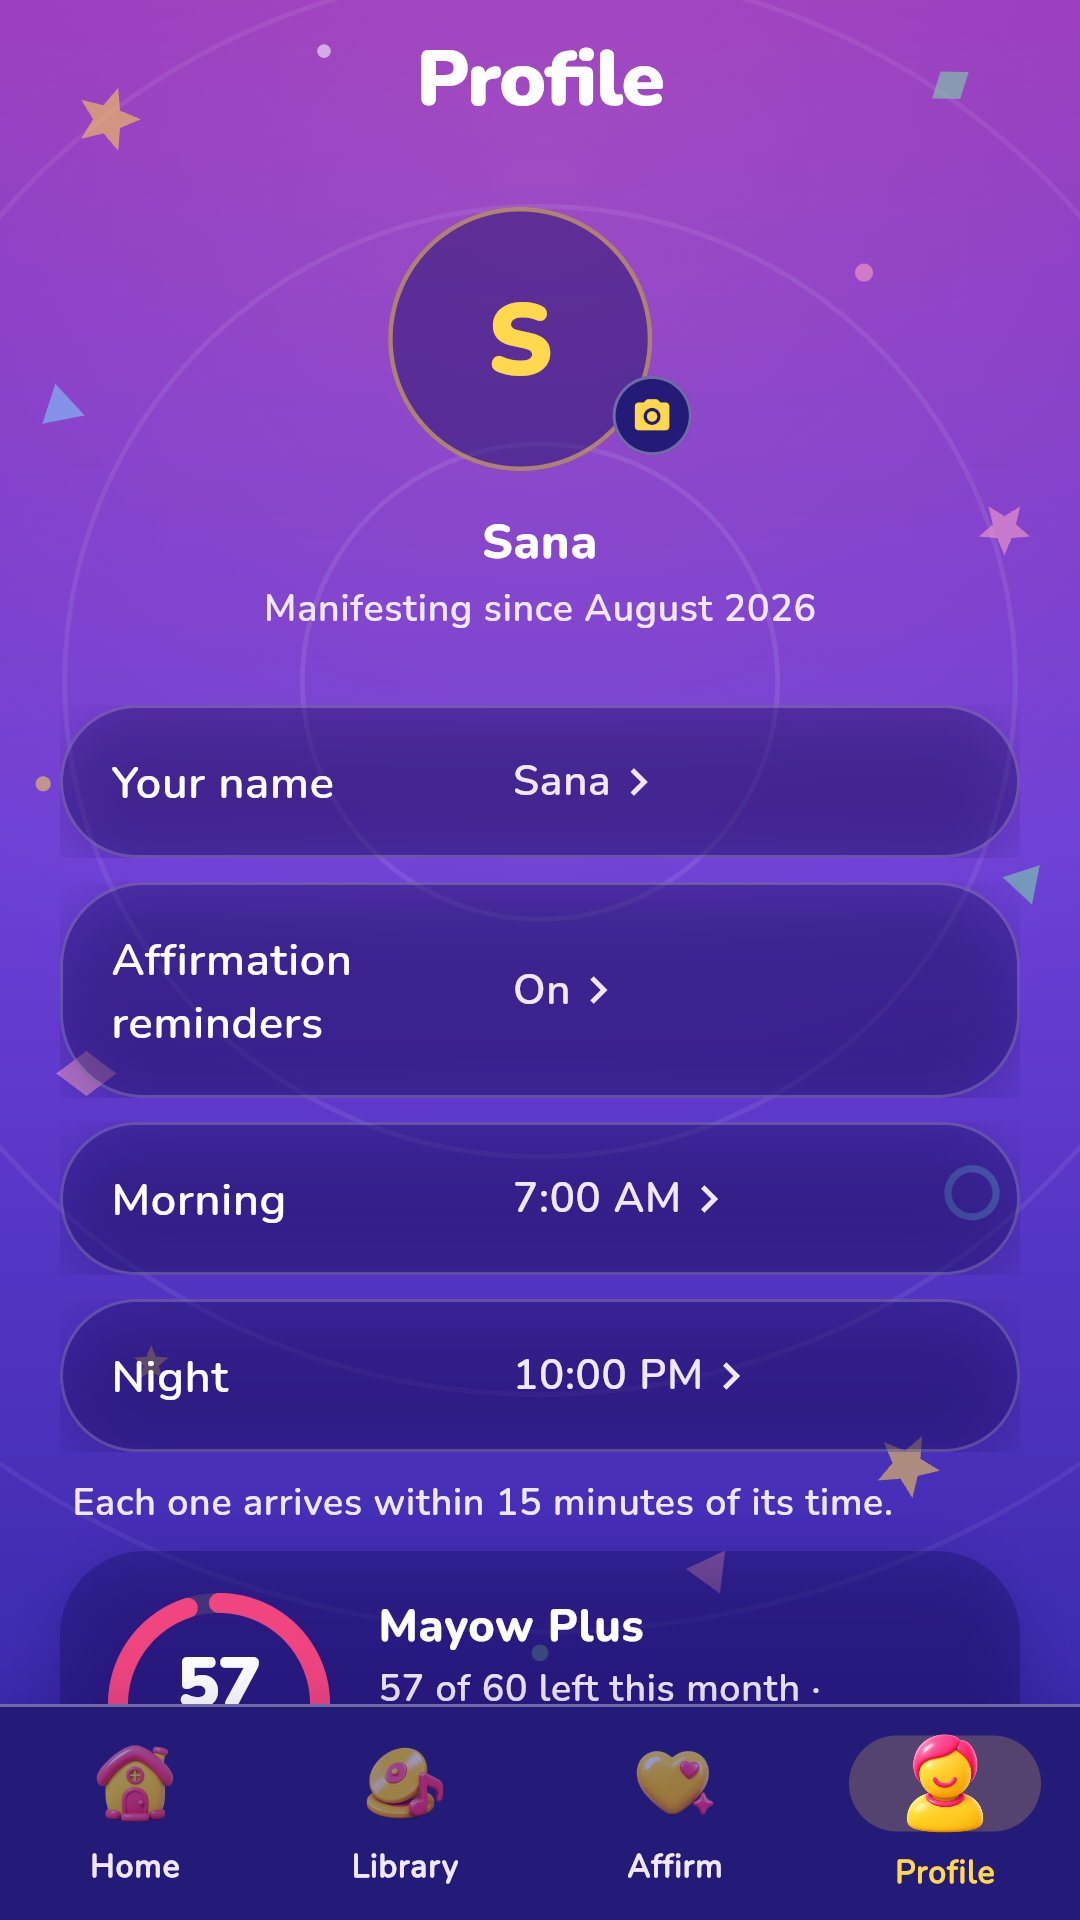 Profile
S
Sana
Manifesting since August 2026
Your name
Sana
Affirmation
reminders
On
Morning
7:00 AM
Night
10:00 PM
Each one arrives within 15 minutes of its time.
57
Mayow Plus
57 of 60 left this month ·
Home
Library
Affirm
Profile